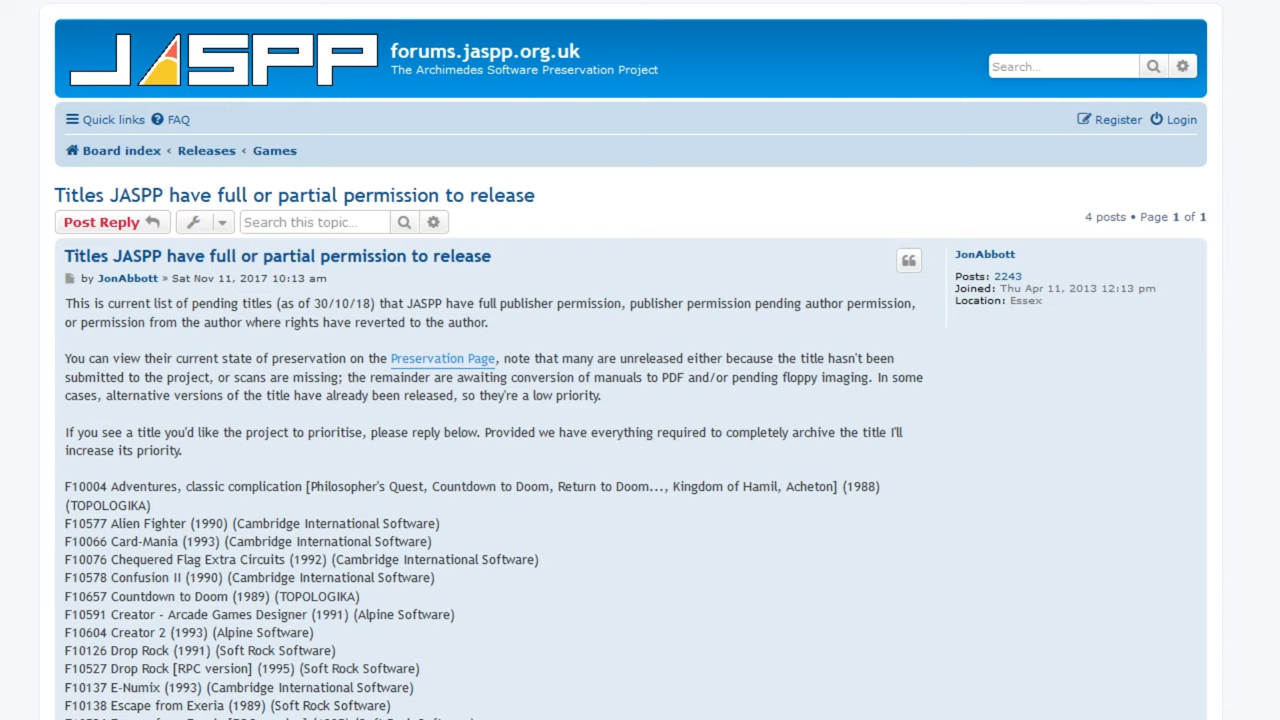 JASPP
forums.jaspp.org.uk
The Archimedes Software Preservation Project
Search...
Quick links FAQ
Register Login
Board index ‹ Releases ‹ Games
Titles JASPP have full or partial permission to release
Post Reply
Search this topic...
4 posts • Page 1 of 1
Titles JASPP have full or partial permission to release
by JonAbbott » Sat Nov 11, 2017 10:13 am
This is current list of pending titles (as of 30/10/18) that JASPP have full publisher permission, publisher permission pending author permission,
or permission from the author where rights have reverted to the author.
You can view their current state of preservation on the Preservation Page, note that many are unreleased either because the title hasn't been
submitted to the project, or scans are missing; the remainder are awaiting conversion of manuals to PDF and/or pending floppy imaging. In some
cases, alternative versions of the title have already been released, so they're a low priority.
If you see a title you'd like the project to prioritise, please reply below. Provided we have everything required to completely archive the title I'll
increase its priority.
F10004 Adventures, classic complication [Philosopher's Quest, Countdown to Doom, Return to Doom..., Kingdom of Hamil, Acheton] (1988)
(TOPOLOGIKA)
F10577 Alien Fighter (1990) (Cambridge International Software)
F10066 Card-Mania (1993) (Cambridge International Software)
F10076 Chequered Flag Extra Circuits (1992) (Cambridge International Software)
F10578 Confusion II (1990) (Cambridge International Software)
F10657 Countdown to Doom (1989) (TOPOLOGIKA)
F10591 Creator - Arcade Games Designer (1991) (Alpine Software)
F10604 Creator 2 (1993) (Alpine Software)
F10126 Drop Rock (1991) (Soft Rock Software)
F10527 Drop Rock [RPC version] (1995) (Soft Rock Software)
F10137 E-Numix (1993) (Cambridge International Software)
F10138 Escape from Exeria (1989) (Soft Rock Software)
JonAbbott
Posts: 2243
Joined: Thu Apr 11, 2013 12:13 pm
Location: Essex